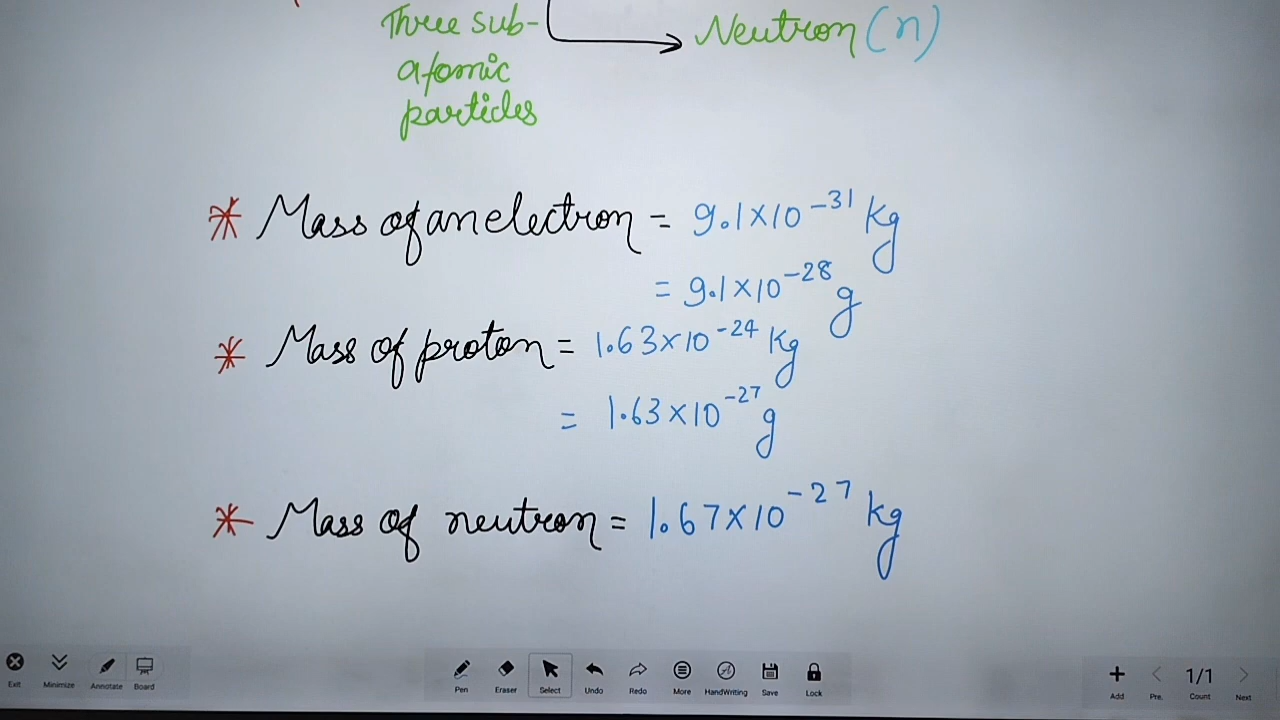 Three sub-
atomic
particles
Neutron (n)
* Mass of an electron = 9.1×10⁻³¹ kg
= 9.1×10⁻²⁸ g
* Mass of proton = 1.63×10⁻²⁴ kg
= 1.63×10⁻²⁷ g
* Mass of neutron = 1.67×10⁻²⁷ kg
Exit Minimize Annotate Board Pen Eraser Select Undo Redo More HandWriting Save Lock Add Pre. Count Next
1/1